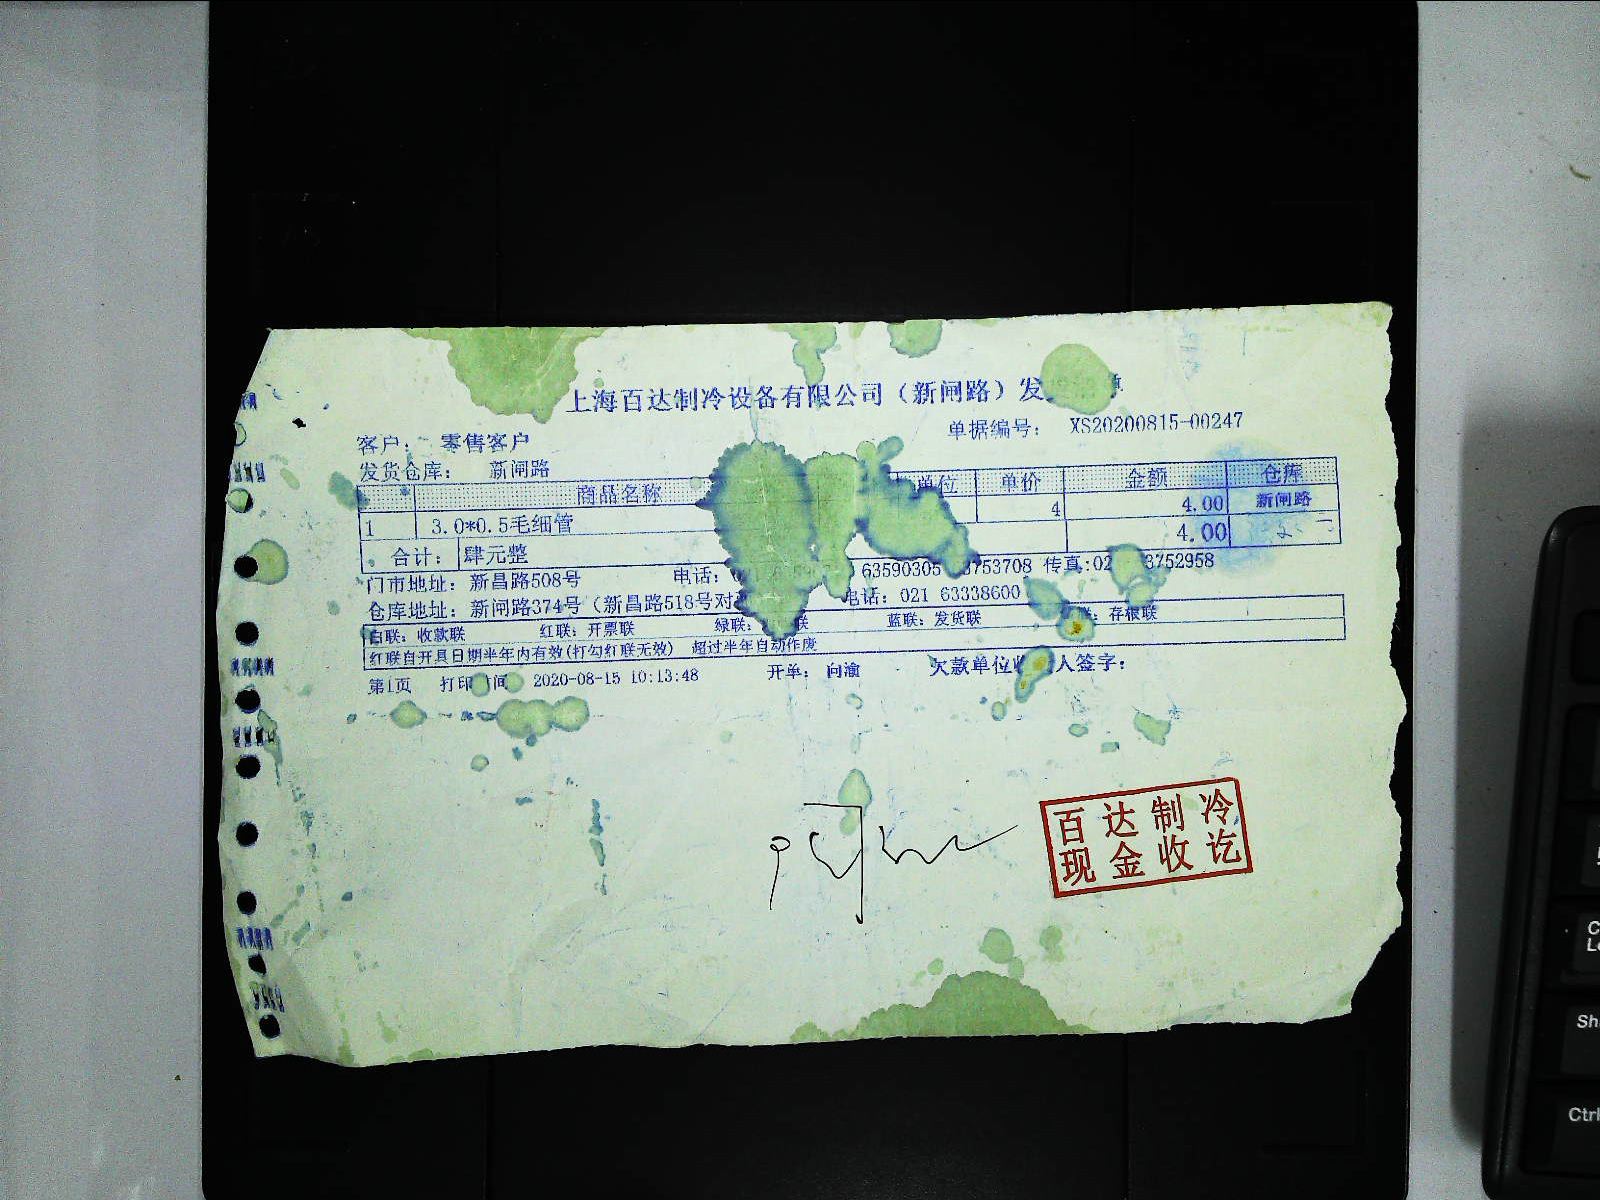 上海百达制冷设备有限公司（新闸路）发
单据编号： XS20200815-00247
客户： 零售客户
发货仓库： 新闸路
商品名称 单位 单价 金额 仓库
1 3.0*0.5毛细管 4 4.00 新闸路
合计： 肆元整 4.00
门市地址：新昌路508号 电话： 63590305 3753708 传真:02 3752958
仓库地址：新闸路374号（新昌路518号对 电话：021 63338600
白联：收款联 红联：开票联 绿联： 联 蓝联：发货联 联：存根联
红联自开具日期半年内有效(打勾红联无效) 超过半年自动作废
第1页 打印 间 2020-08-15 10:13:48 开单： 向渝 欠款单位收 人签字：
百达制冷
现金收讫
Sh
Ctrl